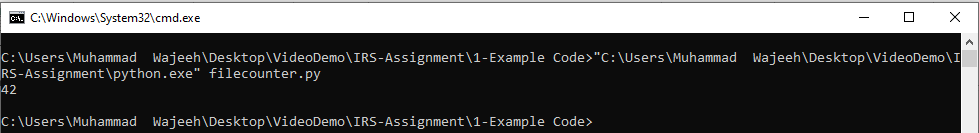 C:\Windows\System32\cmd.exe
C:\Users\Muhammad  Wajeeh\Desktop\VideoDemo\IRS-Assignment\1-Example Code>"C:\Users\Muhammad  Wajeeh\Desktop\VideoDemo\I
RS-Assignment\python.exe" filecounter.py
42
C:\Users\Muhammad  Wajeeh\Desktop\VideoDemo\IRS-Assignment\1-Example Code>